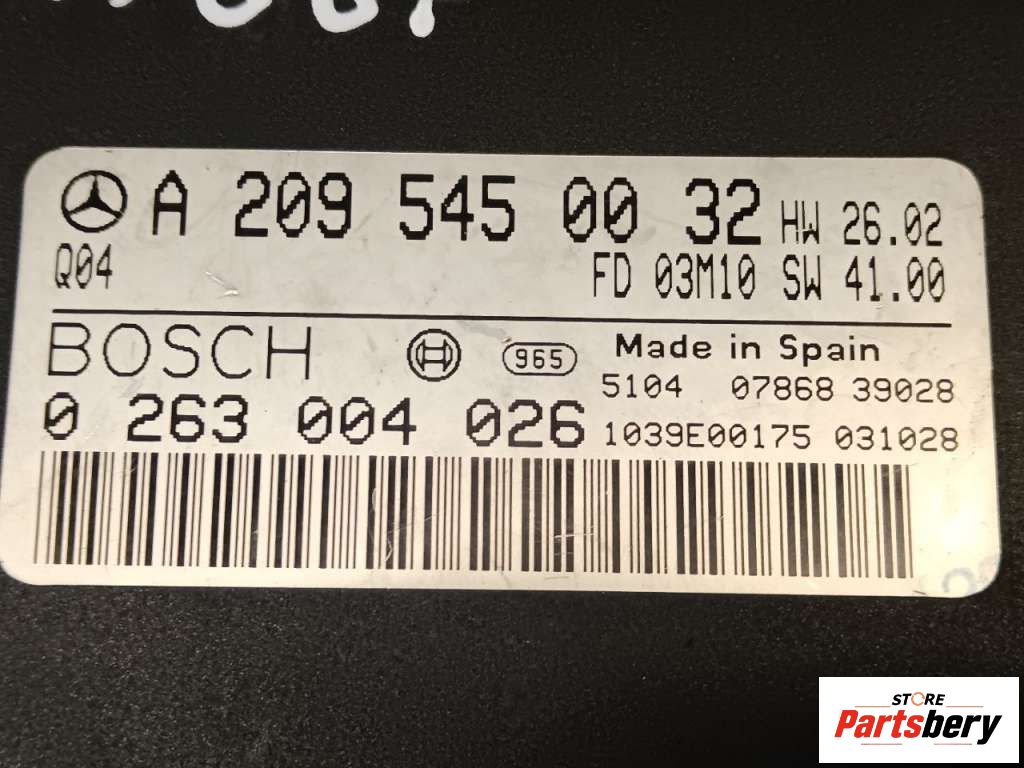 A 209 545 00 32 HW 26.02
Q04 FD 03M10 SW 41.00
BOSCH 965 Made in Spain
5104 07868 39028
0 263 004 026 1039E00175 031028
STORE
Partsbery